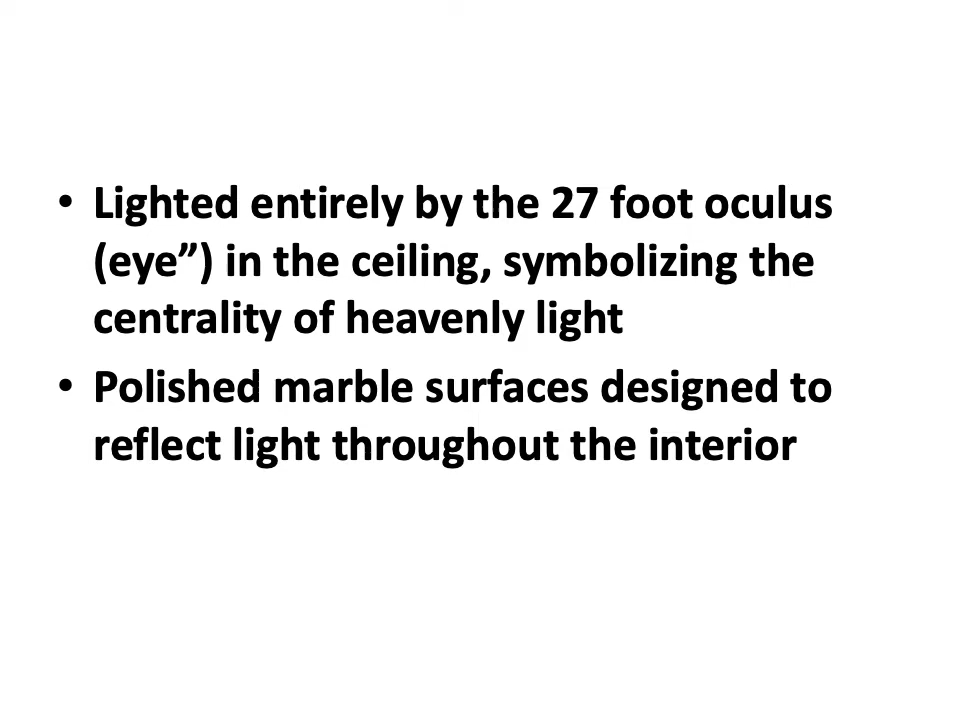 • Lighted entirely by the 27 foot oculus
(eye”) in the ceiling, symbolizing the
centrality of heavenly light
• Polished marble surfaces designed to
reflect light throughout the interior